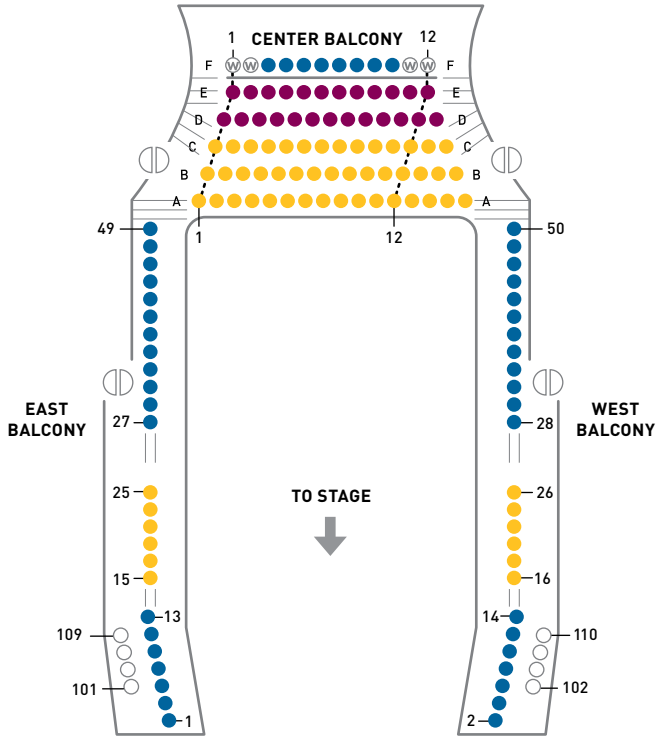 1 CENTER BALCONY 12
F W W W W F
E E
D D
C C
B B
A A
1 12
49 50
27 28
EAST
BALCONY
WEST
BALCONY
25 26
TO STAGE
15 16
13 14
109 110
101 102
1 2